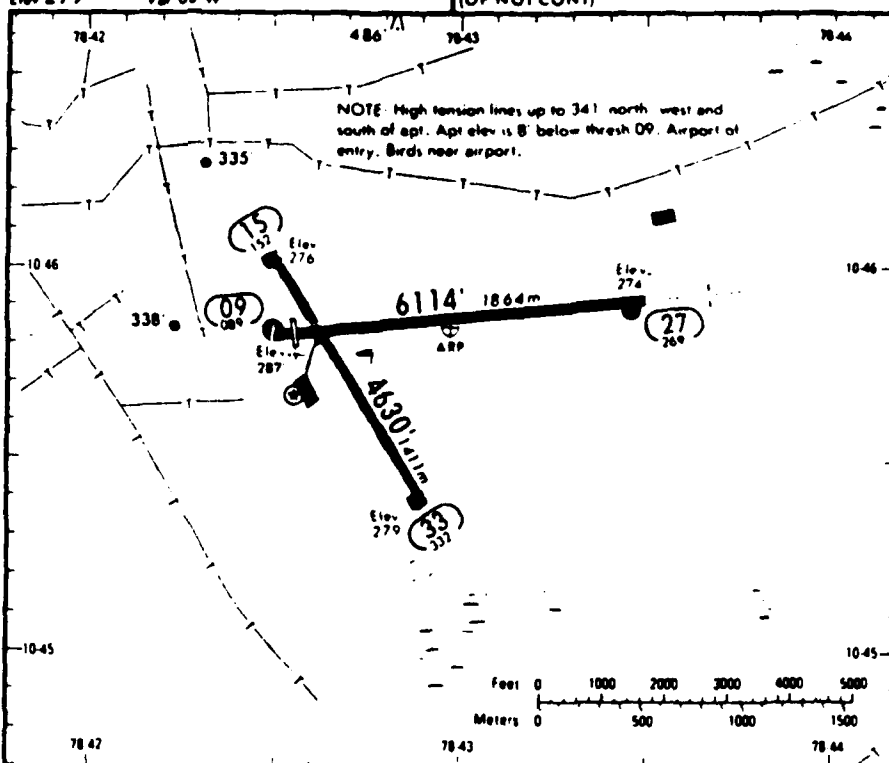 (OP NOT CONT)
78-42
486'
78-43
78-44
NOTE: High tension lines up to 341' north west and
south of apt. Apt elev is 8' below thresh 09. Airport of
entry. Birds near airport.
335'
15
152
Elev
276
10-46
10-46
Elev
274
09
089
6114' 1864m
338'
27
269
ARP
Elev
287
4630' 1411m
Elev
279
33
332
10-45
10-45
Feet 0 1000 2000 3000 4000 5000
Meters 0 500 1000 1500
78-42
78-43
78-44